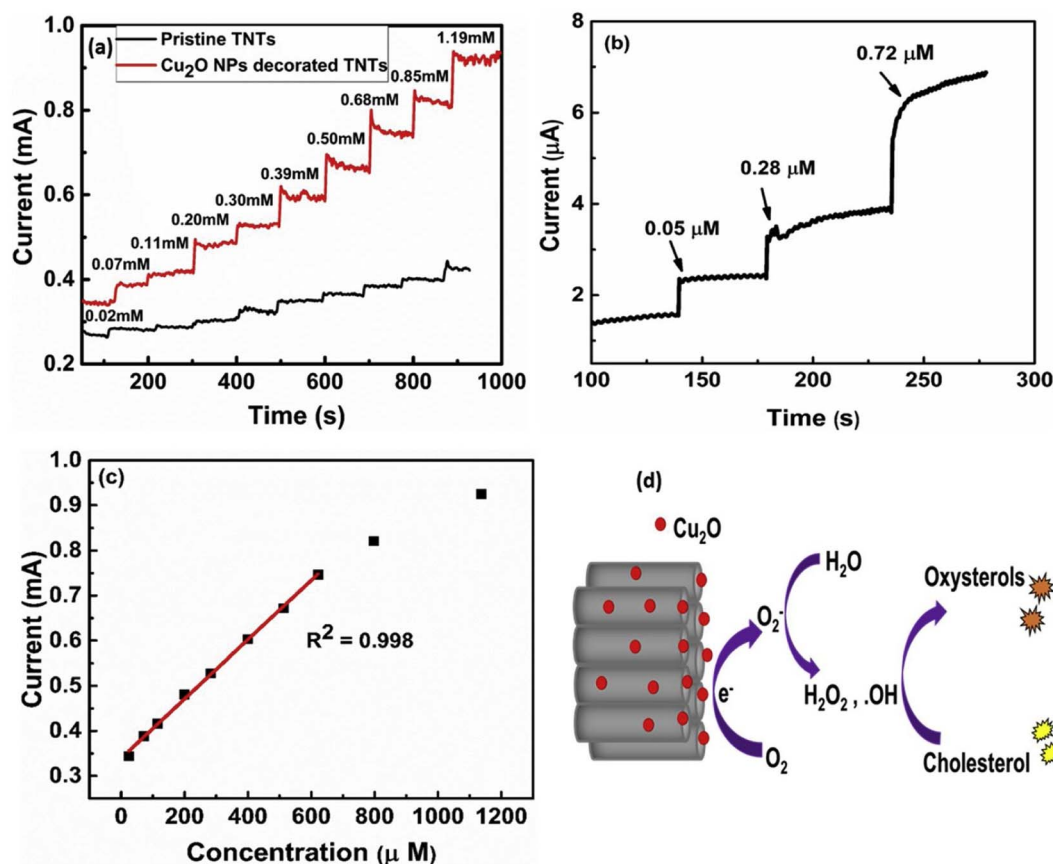 (a)
Pristine TNTs
Cu₂O NPs decorated TNTs
1.19mM
0.85mM
0.68mM
0.50mM
0.39mM
0.30mM
0.20mM
0.11mM
0.07mM
0.02mM
Current (mA)
1.0
0.8
0.6
0.4
0.2
200 400 600 800 1000
Time (s)
(b)
0.72 μM
0.28 μM
0.05 μM
Current (μA)
8
6
4
2
100 150 200 250 300
Time (s)
(c)
R² = 0.998
Current (mA)
1.0
0.9
0.8
0.7
0.6
0.5
0.4
0.3
0 200 400 600 800 1000 1200
Concentration (μ M)
(d)
Cu₂O
H₂O
Oxysterols
O₂⁻
e⁻
H₂O₂ , .OH
O₂
Cholesterol